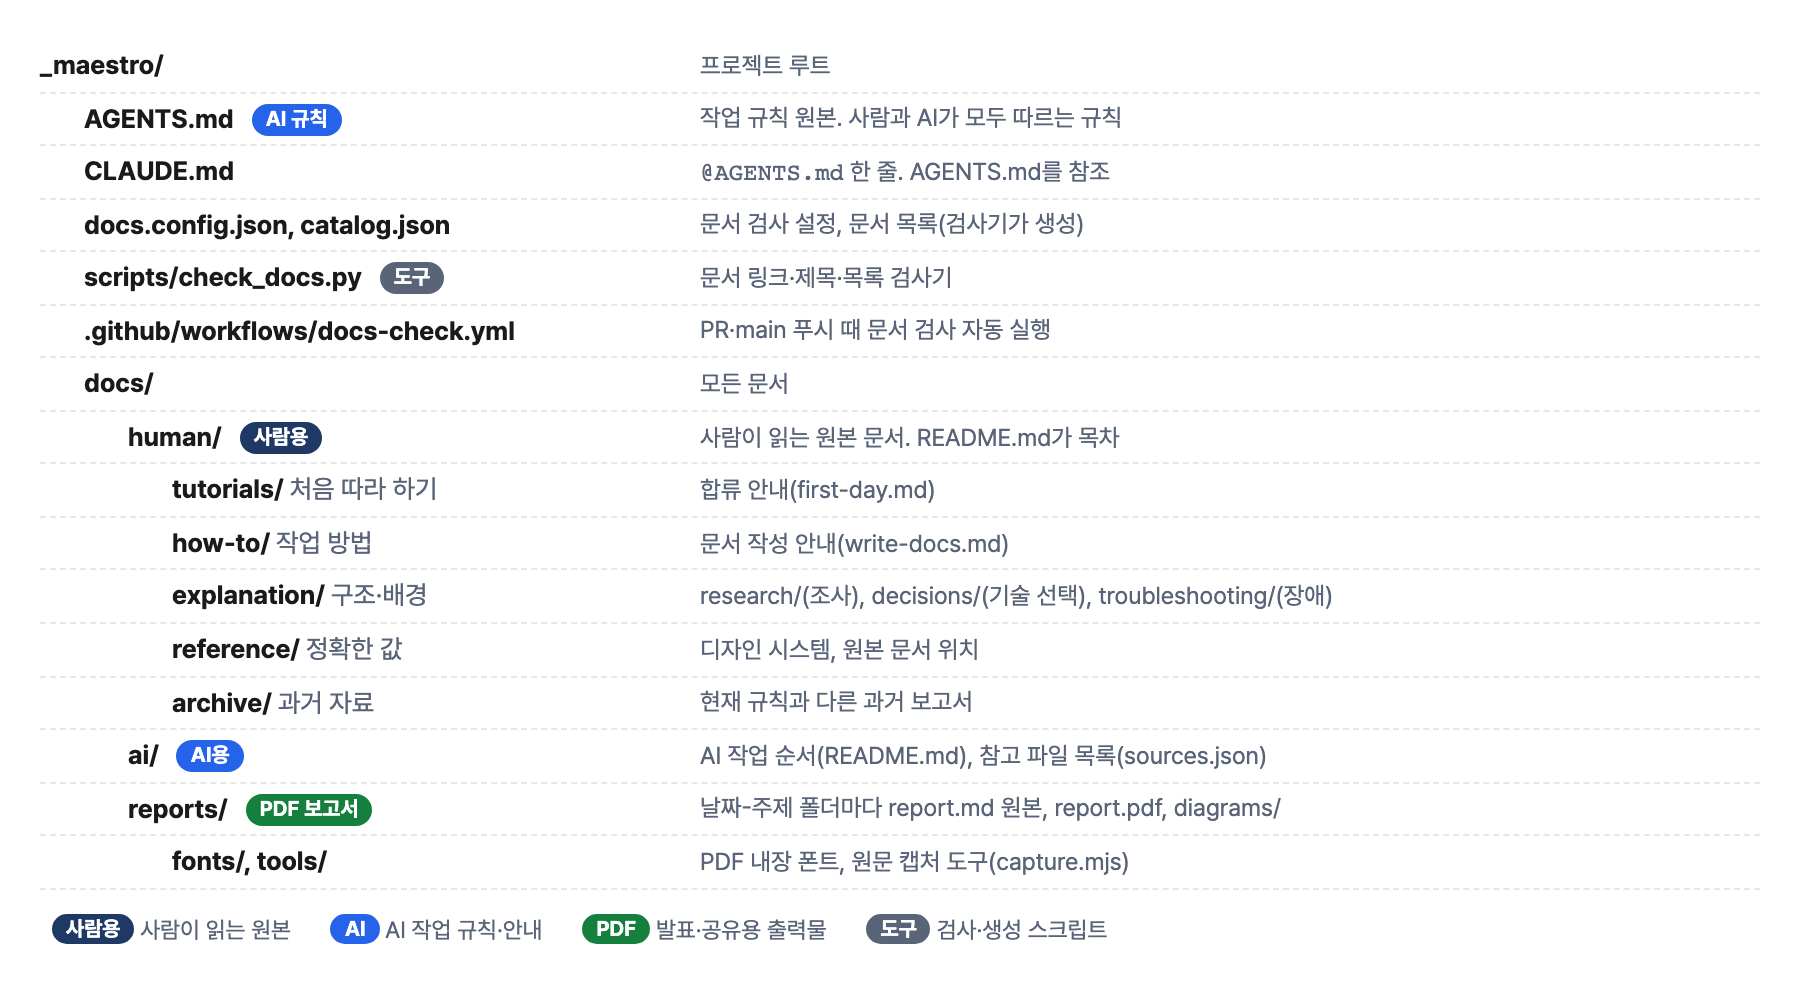 _maestro/ 프로젝트 루트
AGENTS.md AI 규칙 작업 규칙 원본. 사람과 AI가 모두 따르는 규칙
CLAUDE.md @AGENTS.md 한 줄. AGENTS.md를 참조
docs.config.json, catalog.json 문서 검사 설정, 문서 목록(검사기가 생성)
scripts/check_docs.py 도구 문서 링크·제목·목록 검사기
.github/workflows/docs-check.yml PR·main 푸시 때 문서 검사 자동 실행
docs/ 모든 문서
human/ 사람용 사람이 읽는 원본 문서. README.md가 목차
tutorials/ 처음 따라 하기 합류 안내(first-day.md)
how-to/ 작업 방법 문서 작성 안내(write-docs.md)
explanation/ 구조·배경 research/(조사), decisions/(기술 선택), troubleshooting/(장애)
reference/ 정확한 값 디자인 시스템, 원본 문서 위치
archive/ 과거 자료 현재 규칙과 다른 과거 보고서
ai/ AI용 AI 작업 순서(README.md), 참고 파일 목록(sources.json)
reports/ PDF 보고서 날짜-주제 폴더마다 report.md 원본, report.pdf, diagrams/
fonts/, tools/ PDF 내장 폰트, 원문 캡처 도구(capture.mjs)
사람용 사람이 읽는 원본 AI AI 작업 규칙·안내 PDF 발표·공유용 출력물 도구 검사·생성 스크립트